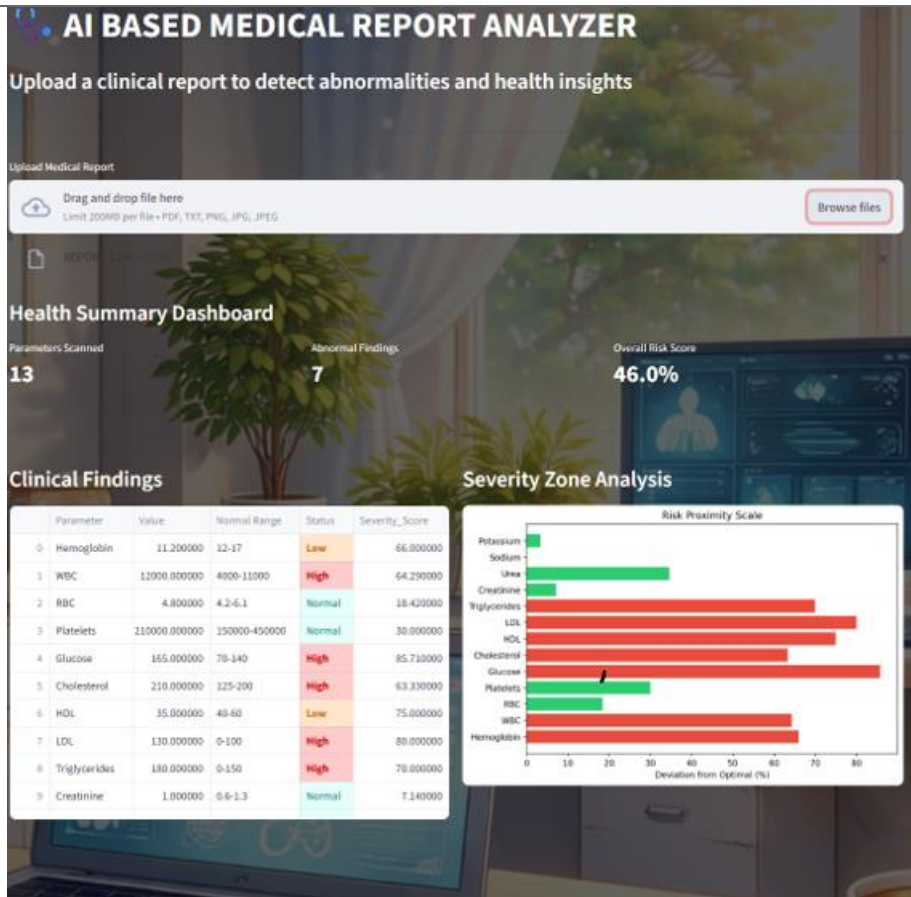 AI BASED MEDICAL REPORT ANALYZER
Upload a clinical report to detect abnormalities and health insights
Upload Medical Report
Drag and drop file here
Limit 200MB per file • PDF, TXT, PNG, JPG, JPEG
Browse files
REPORT
Health Summary Dashboard
Parameters Scanned
Abnormal Findings
Overall Risk Score
13
7
46.0%
Clinical Findings
Parameter Value Normal Range Status Severity_Score
0 Hemoglobin 11.200000 12-17 Low 66.000000
1 WBC 12000.000000 4000-11000 High 64.290000
2 RBC 4.800000 4.2-6.1 Normal 18.420000
3 Platelets 210000.000000 150000-450000 Normal 30.000000
4 Glucose 165.000000 70-140 High 85.710000
5 Cholesterol 210.000000 125-200 High 63.330000
6 HDL 35.000000 40-60 Low 75.000000
7 LDL 130.000000 0-100 High 80.000000
8 Triglycerides 180.000000 0-150 High 70.000000
9 Creatinine 1.000000 0.6-1.3 Normal 7.140000
Severity Zone Analysis
Risk Proximity Scale
Potassium
Sodium
Urea
Creatinine
Triglycerides
LDL
HDL
Cholesterol
Glucose
Platelets
RBC
WBC
Hemoglobin
0 10 20 30 40 50 60 70 80
Deviation from Optimal (%)